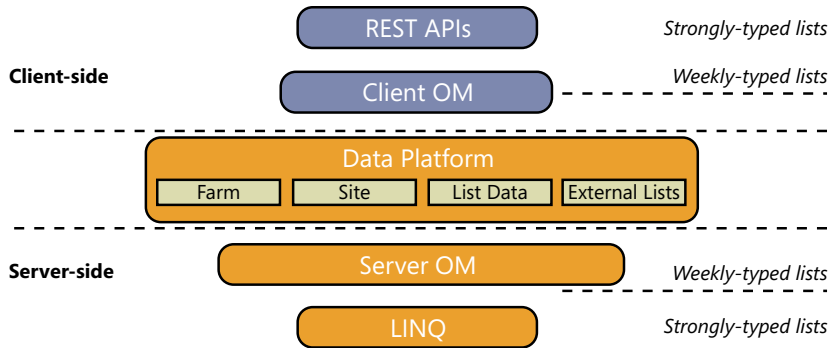 REST APIs
Strongly-typed lists
Client-side
Weekly-typed lists
Client OM
Data Platform
Farm
Site
List Data
External Lists
Server OM
Server-side
Weekly-typed lists
LINQ
Strongly-typed lists